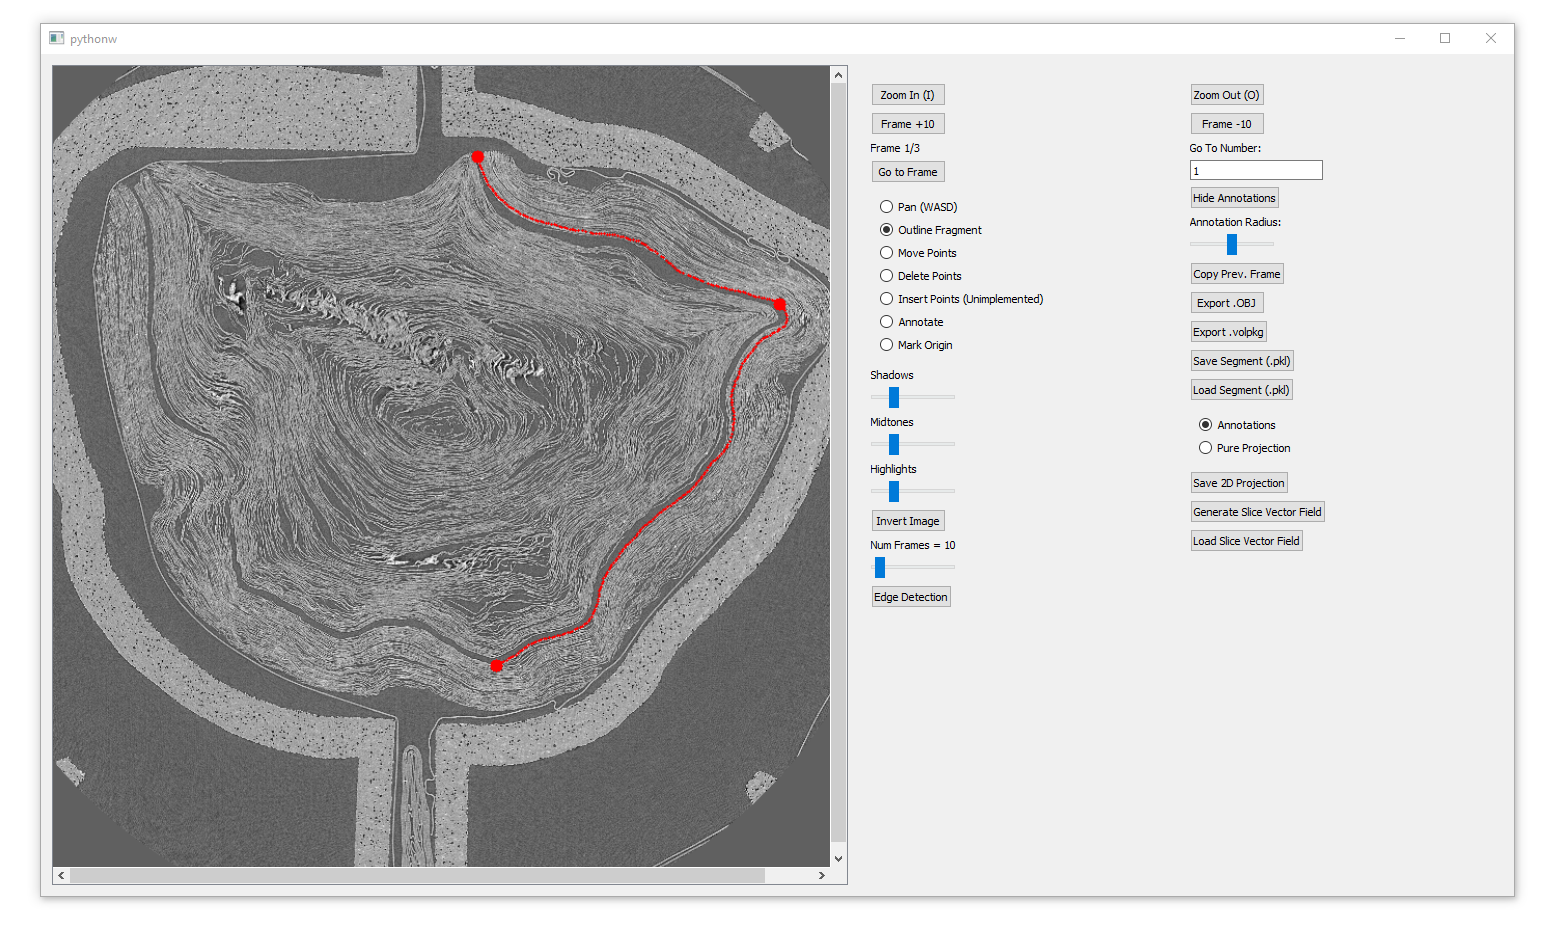 pythonw
Zoom In (I)
Zoom Out (O)
Frame +10
Frame -10
Frame 1/3
Go To Number:
Go to Frame
1
Hide Annotations
Pan (WASD)
Annotation Radius:
Outline Fragment
Move Points
Copy Prev. Frame
Delete Points
Insert Points (Unimplemented)
Export .OBJ
Annotate
Export .volpkg
Mark Origin
Save Segment (.pkl)
Shadows
Load Segment (.pkl)
Midtones
Annotations
Pure Projection
Highlights
Save 2D Projection
Invert Image
Generate Slice Vector Field
Num Frames = 10
Load Slice Vector Field
Edge Detection